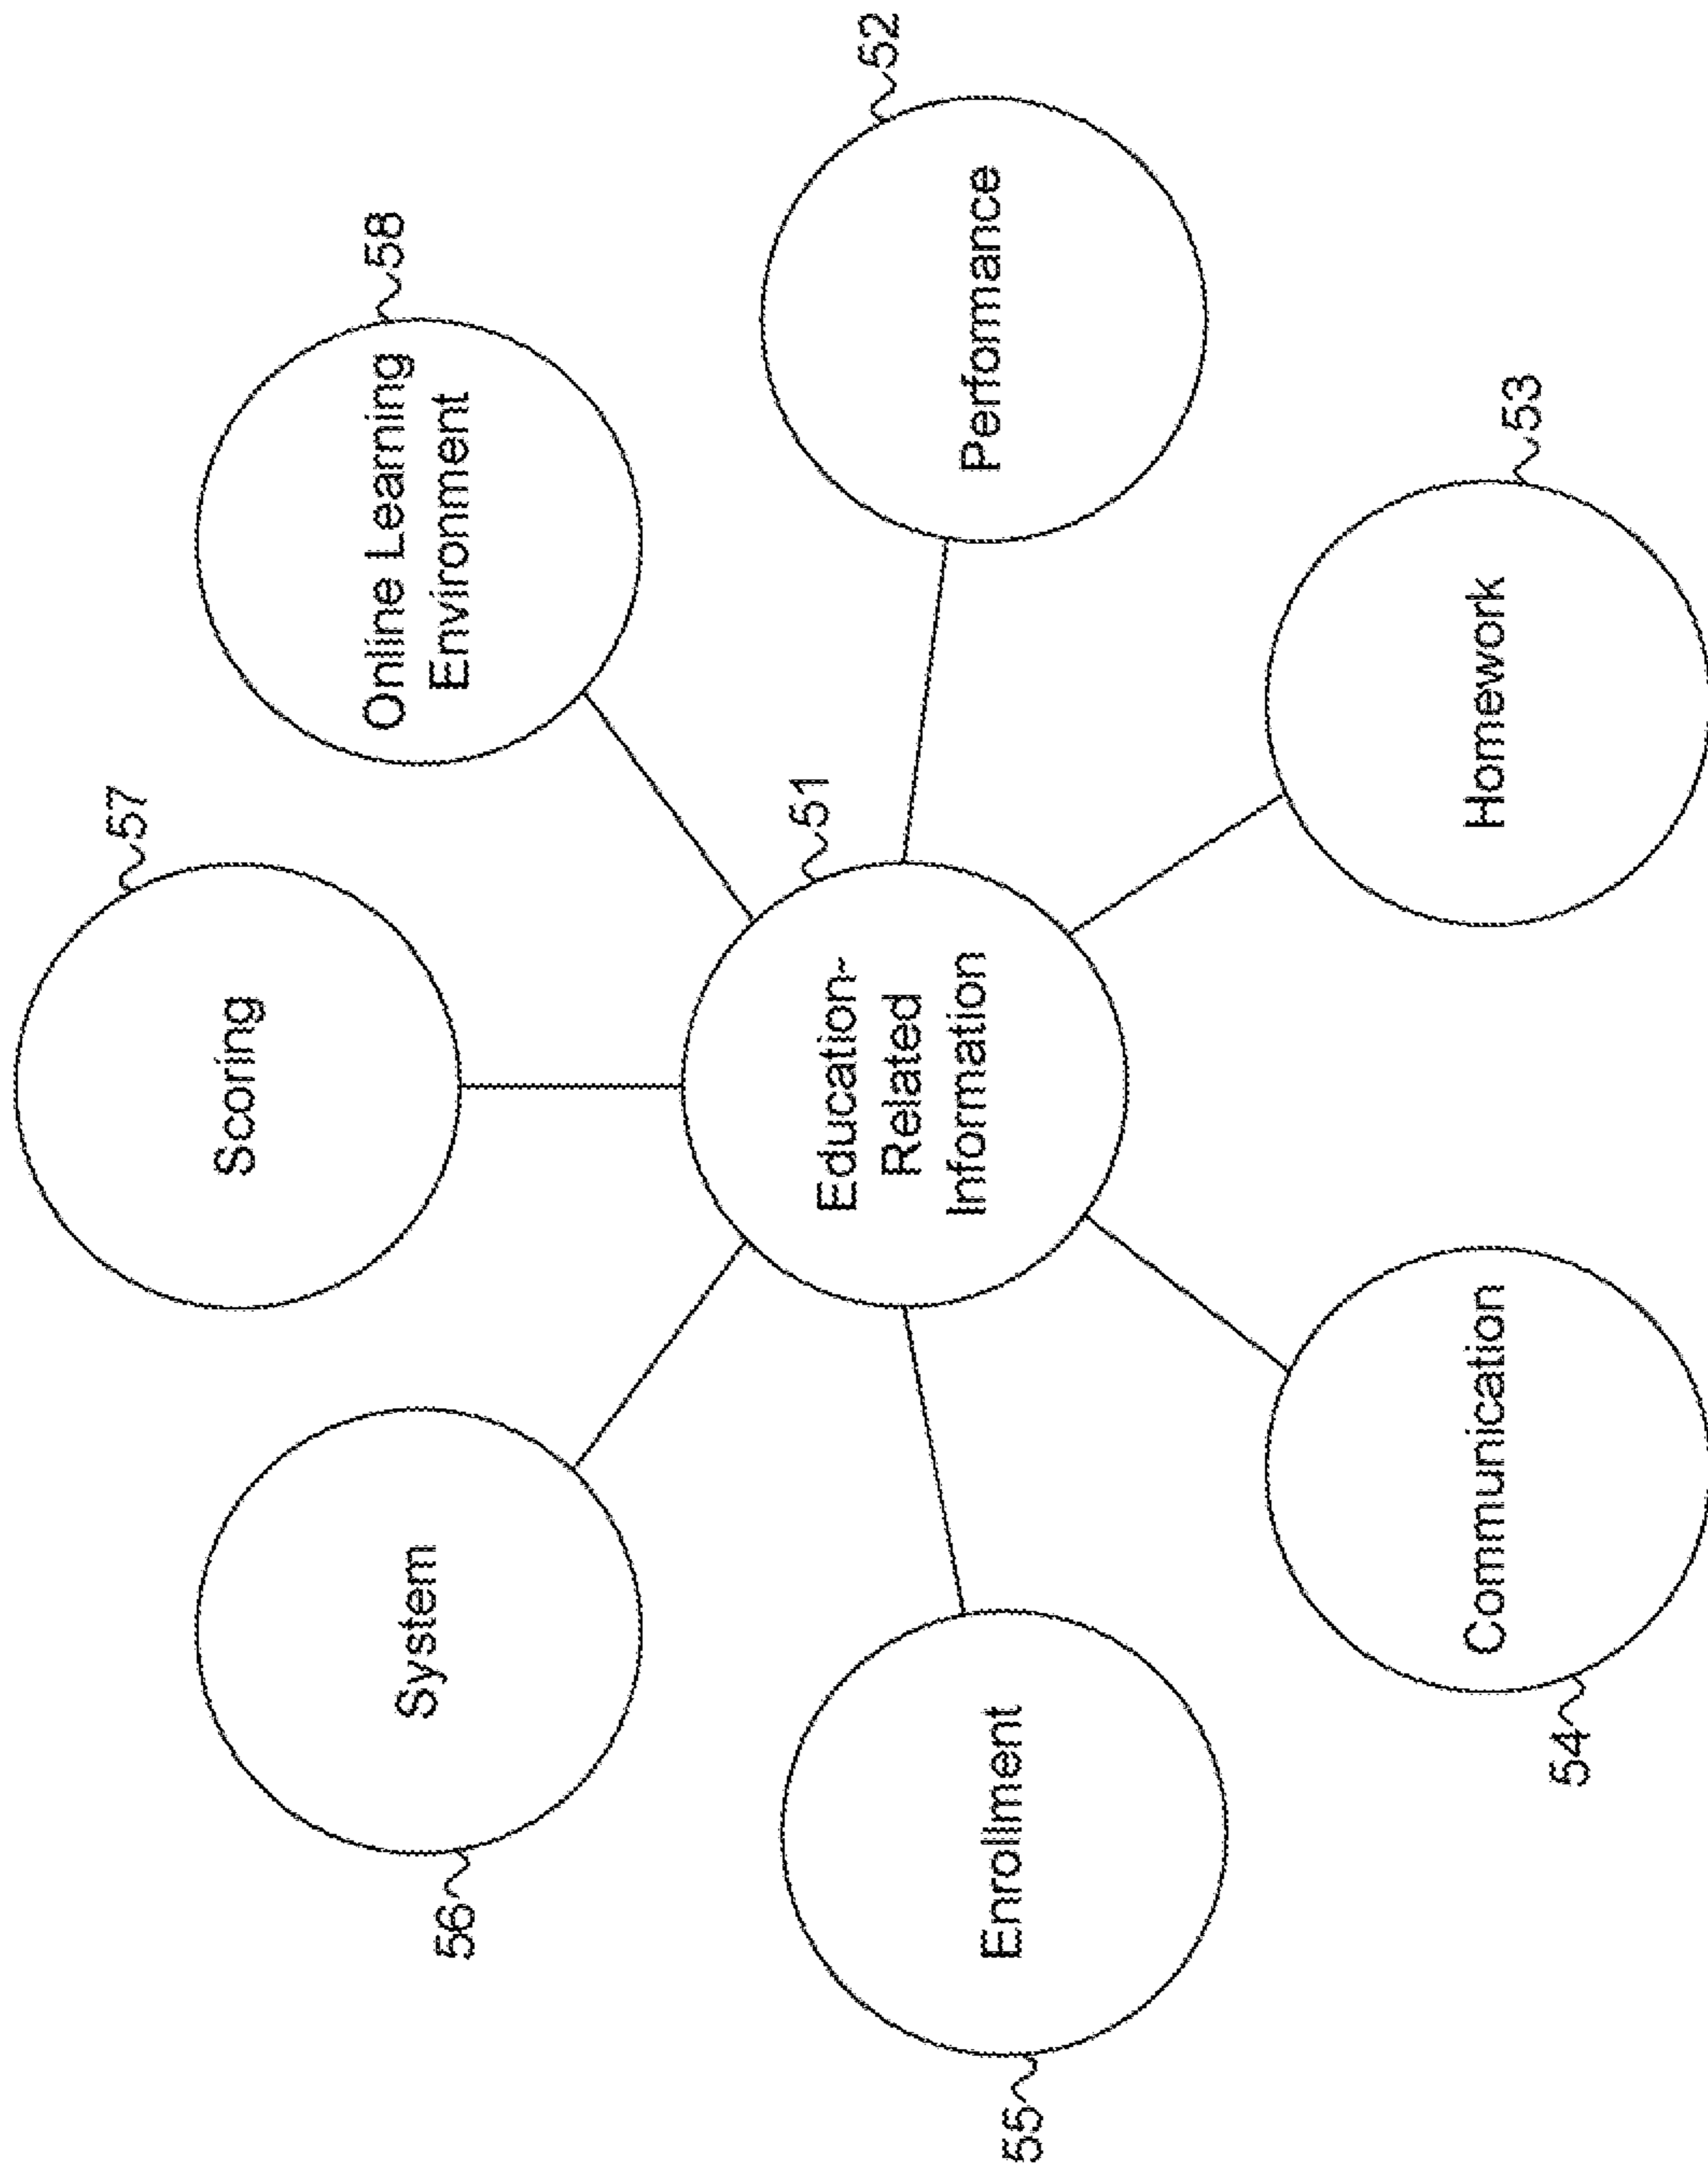 57
Scoring
56
System
Online Learning
Environment
58
51
Education-
Related
Information
55
Enrollment
Performance
52
54
Communication
Homework
53